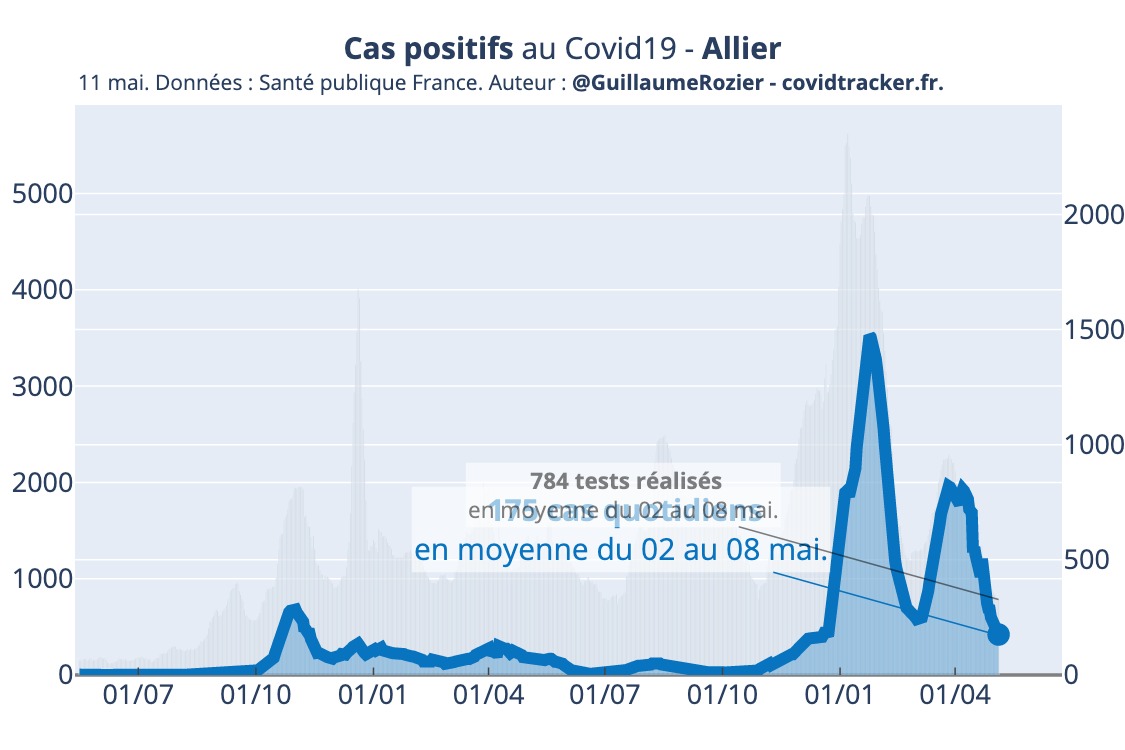 Cas positifs au Covid19 - Allier
11 mai. Données : Santé publique France. Auteur : @GuillaumeRozier - covidtracker.fr.
5000
4000
3000
2000
1000
0
2000
1500
1000
500
0
784 tests réalisés
en moyenne du 02 au 08 mai.
175 cas quotidiens
en moyenne du 02 au 08 mai.
01/07 01/10 01/01 01/04 01/07 01/10 01/01 01/04